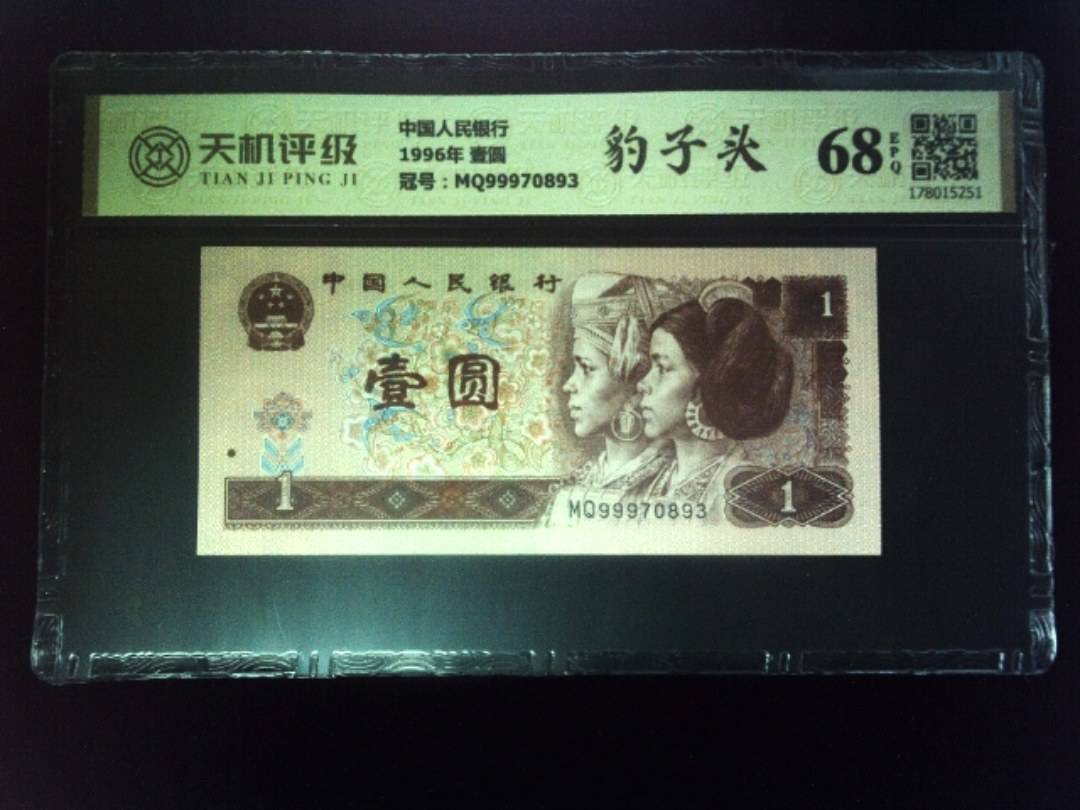 天机评级
TIAN JI PING JI
中国人民银行
1996年 壹圆
冠号：MQ99970893
豹子头
68
EPQ
178015251
中国人民银行
1
壹圆
1
MQ99970893
1